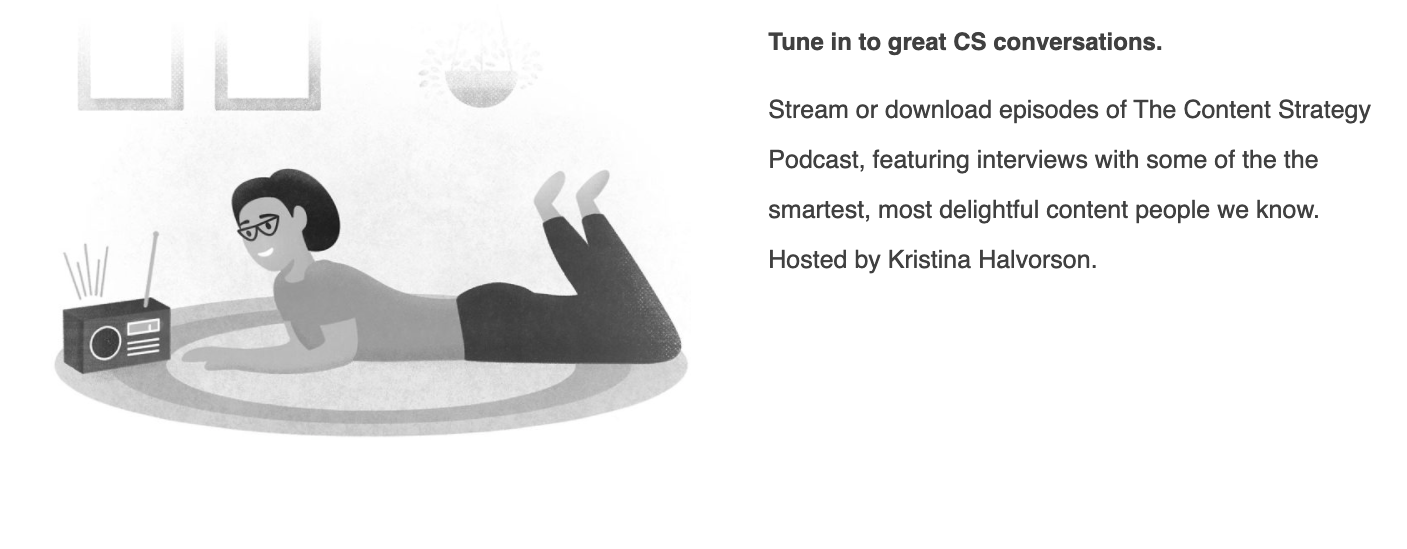 Tune in to great CS conversations.
Stream or download episodes of The Content Strategy
Podcast, featuring interviews with some of the the
smartest, most delightful content people we know.
Hosted by Kristina Halvorson.